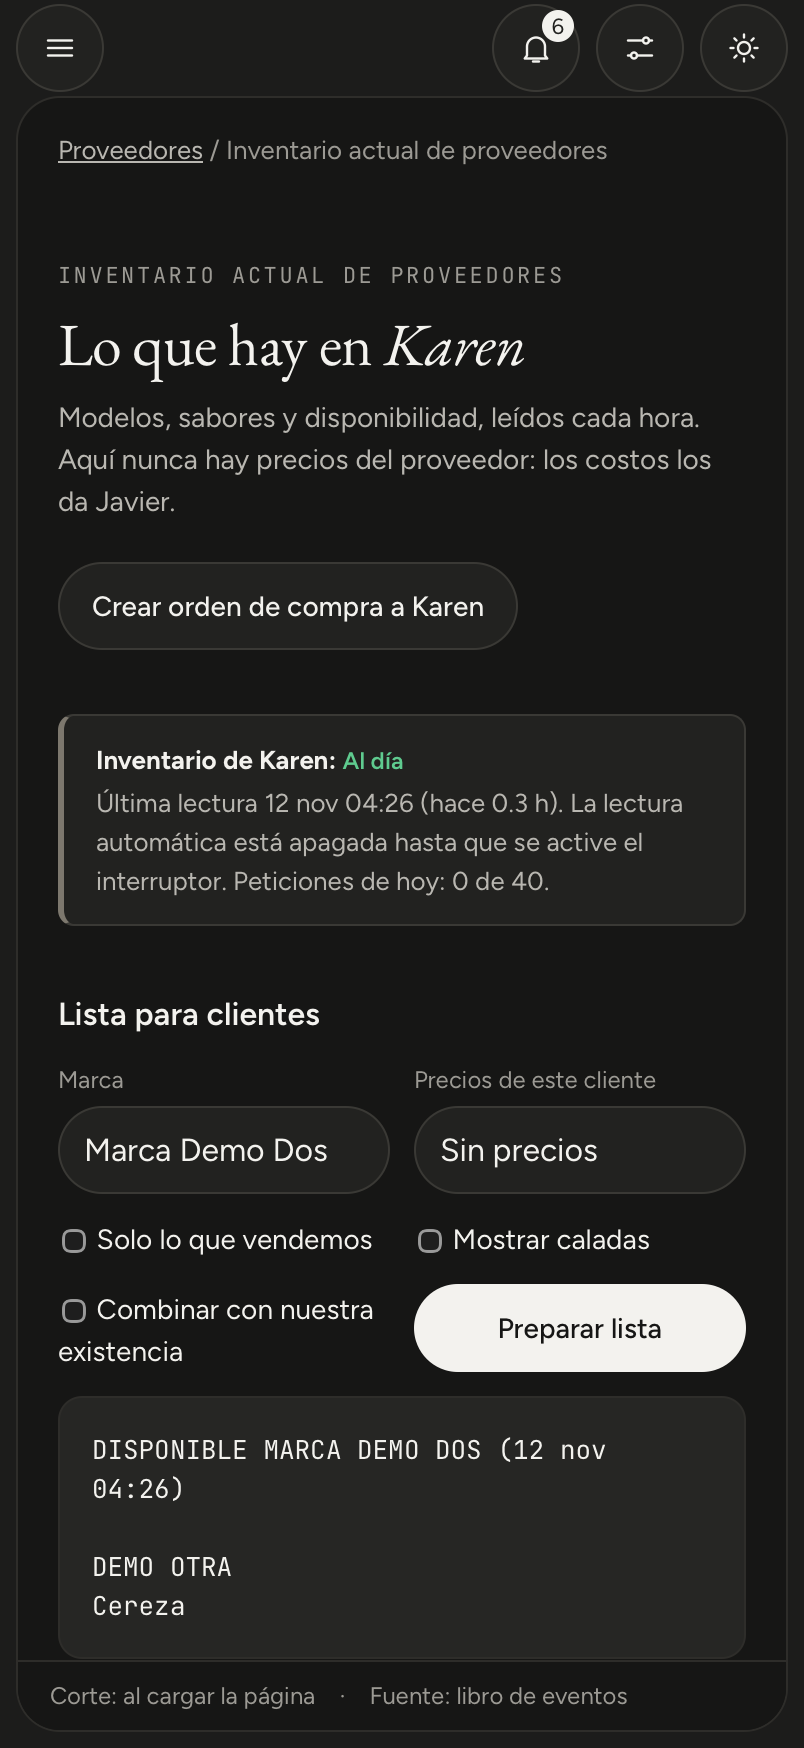 6
Proveedores / Inventario actual de proveedores
INVENTARIO ACTUAL DE PROVEEDORES
Lo que hay en Karen
Modelos, sabores y disponibilidad, leídos cada hora.
Aquí nunca hay precios del proveedor: los costos los
da Javier.
Crear orden de compra a Karen
Inventario de Karen: Al día
Última lectura 12 nov 04:26 (hace 0.3 h). La lectura
automática está apagada hasta que se active el
interruptor. Peticiones de hoy: 0 de 40.
Lista para clientes
Marca
Precios de este cliente
Marca Demo Dos
Sin precios
Solo lo que vendemos
Mostrar caladas
Combinar con nuestra
existencia
Preparar lista
DISPONIBLE MARCA DEMO DOS (12 nov
04:26)
DEMO OTRA
Cereza
Corte: al cargar la página · Fuente: libro de eventos